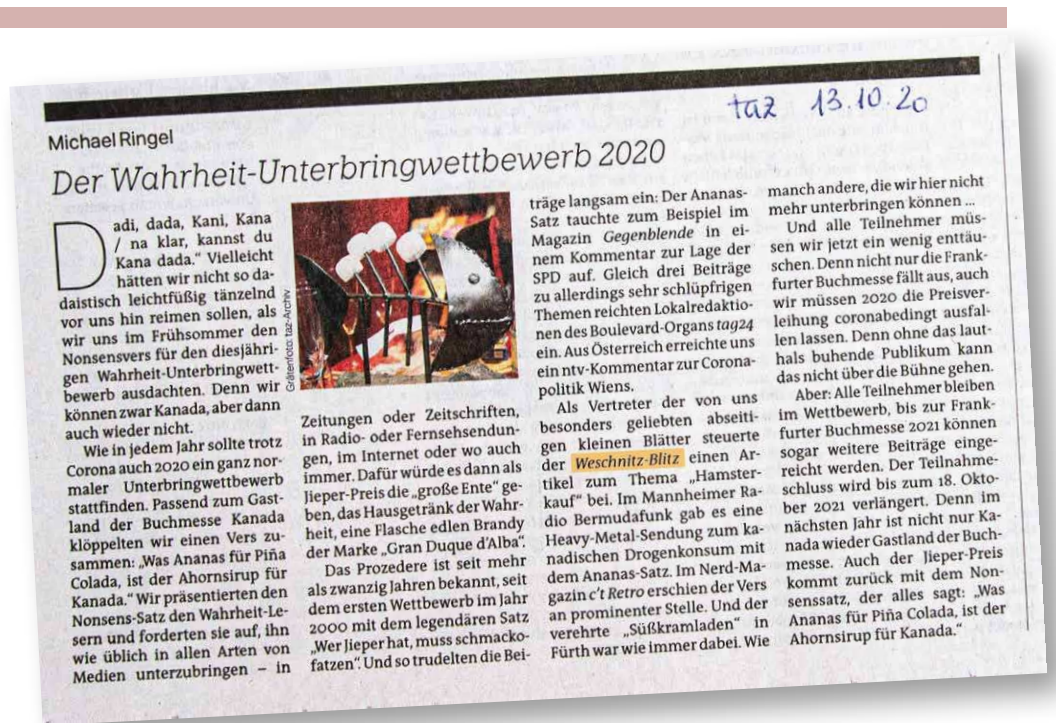 taz 13.10.20
Michael Ringel
Der Wahrheit-Unterbringwettbewerb 2020
Dadi, dada, Kani, Kana
/ na klar, kannst du
Kana dada.“ Vielleicht
hätten wir nicht so da-
daistisch leichtfüßig tänzelnd
vor uns hin reimen sollen, als
wir uns im Frühsommer den
Nonsensvers für den diesjähri-
gen Wahrheit-Unterbringwett-
bewerb ausdachten. Denn wir
können zwar Kanada, aber dann
auch wieder nicht.
Wie in jedem Jahr sollte trotz
Corona auch 2020 ein ganz nor-
maler Unterbringwettbewerb
stattfinden. Passend zum Gast-
land der Buchmesse Kanada
klöppelten wir einen Vers zu-
sammen: „Was Ananas für Piña
Colada, ist der Ahornsirup für
Kanada.“ Wir präsentierten den
Nonsens-Satz den Wahrheit-Le-
sern und forderten sie auf, ihn
wie üblich in allen Arten von
Medien unterzubringen – in
Grätenfoto: taz-Archiv
Zeitungen oder Zeitschriften,
in Radio- oder Fernsehsendun-
gen, im Internet oder wo auch
immer. Dafür würde es dann als
Jieper-Preis die „große Ente“ ge-
ben, das Hausgetränk der Wahr-
heit, eine Flasche edlen Brandy
der Marke „Gran Duque d’Alba“.
Das Prozedere ist seit mehr
als zwanzig Jahren bekannt, seit
dem ersten Wettbewerb im Jahr
2000 mit dem legendären Satz
„Wer Jieper hat, muss schmacko-
fatzen“. Und so trudelten die Bei-
träge langsam ein: Der Ananas-
Satz tauchte zum Beispiel im
Magazin Gegenblende in ei-
nem Kommentar zur Lage der
SPD auf. Gleich drei Beiträge
zu allerdings sehr schlüpfrigen
Themen reichten Lokalredaktio-
nen des Boulevard-Organs tag24
ein. Aus Österreich erreichte uns
ein ntv-Kommentar zur Corona-
politik Wiens.
Als Vertreter der von uns
besonders geliebten abseiti-
gen kleinen Blätter steuerte
der Weschnitz-Blitz einen Ar-
tikel zum Thema „Hamster-
kauf“ bei. Im Mannheimer Ra-
dio Bermudafunk gab es eine
Heavy-Metal-Sendung zum ka-
nadischen Drogenkonsum mit
dem Ananas-Satz. Im Nerd-Ma-
gazin c’t Retro erschien der Vers
an prominenter Stelle. Und der
verehrte „Süßkramladen“ in
Fürth war wie immer dabei. Wie
manch andere, die wir hier nicht
mehr unterbringen können ...
Und alle Teilnehmer müs-
sen wir jetzt ein wenig enttäu-
schen. Denn nicht nur die Frank-
furter Buchmesse fällt aus, auch
wir müssen 2020 die Preisver-
leihung coronabedingt ausfal-
len lassen. Denn ohne das laut-
hals buhende Publikum kann
das nicht über die Bühne gehen.
Aber: Alle Teilnehmer bleiben
im Wettbewerb, bis zur Frank-
furter Buchmesse 2021 können
sogar weitere Beiträge einge-
reicht werden. Der Teilnahme-
schluss wird bis zum 18. Okto-
ber 2021 verlängert. Denn im
nächsten Jahr ist nicht nur Ka-
nada wieder Gastland der Buch-
messe. Auch der Jieper-Preis
kommt zurück mit dem Non-
senssatz, der alles sagt: „Was
Ananas für Piña Colada, ist der
Ahornsirup für Kanada.“